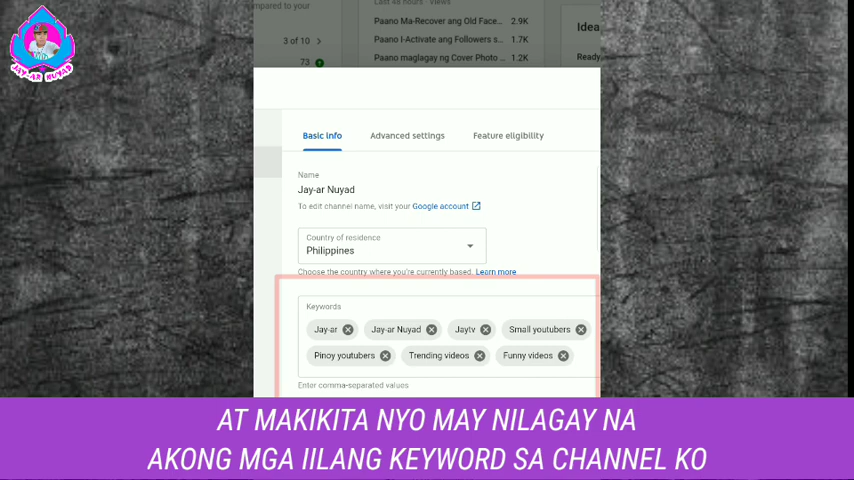 mpared to your
3 of 10
73
Last 48 hours · Views
Paano Ma-Recover ang Old Face... 2.9K
Paano I-Activate ang Followers s... 1.7K
Paano maglagay ng Cover Photo ... 1.2K
Idea
Ready
JAY-AR NUYAD
Basic info Advanced settings Feature eligibility
Name
Jay-ar Nuyad
To edit channel name, visit your Google account
Country of residence
Philippines
Choose the country where you're currently based. Learn more
Keywords
Jay-ar Jay-ar Nuyad Jaytv Small youtubers
Pinoy youtubers Trending videos Funny videos
Enter comma-separated values
AT MAKIKITA NYO MAY NILAGAY NA
AKONG MGA IILANG KEYWORD SA CHANNEL KO